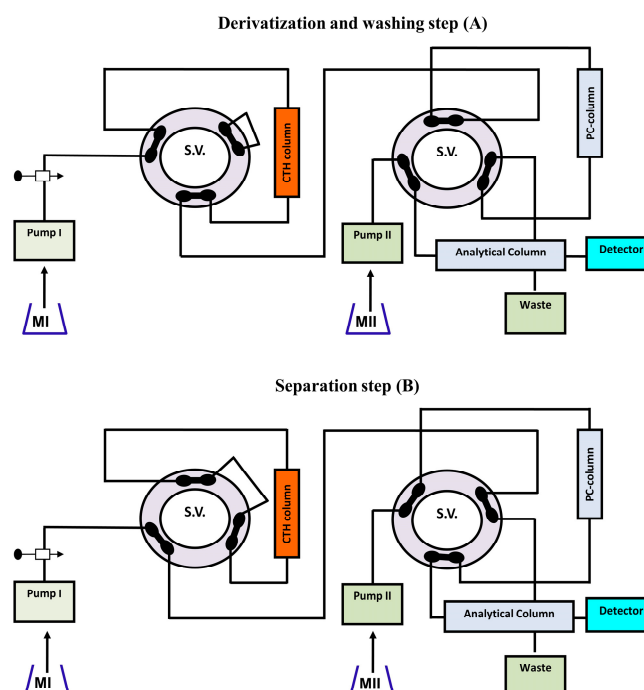 Derivatization and washing step (A)
S.V.
CTH column
S.V.
PC-column
Pump I
Pump II
Analytical Column
Detector
Waste
MI
MII
Separation step (B)
S.V.
CTH column
S.V.
PC-column
Pump I
Pump II
Analytical Column
Detector
Waste
MI
MII